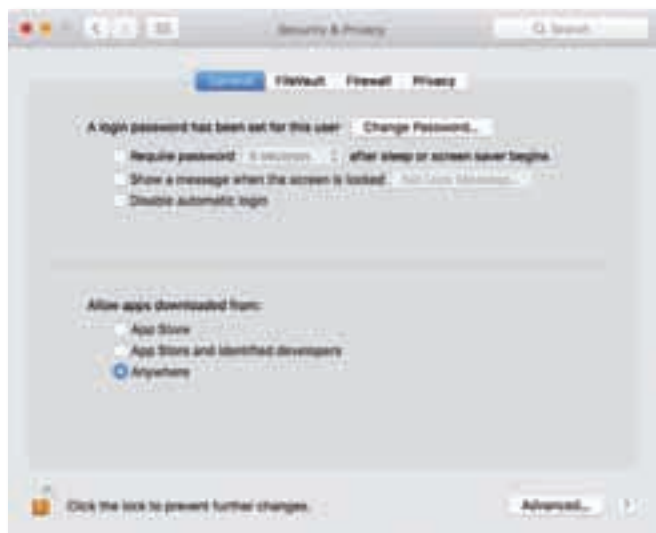 Security & Privacy
Search
General FileVault Firewall Privacy
A login password has been set for this user Change Password...
Require password after sleep or screen saver begins
Show a message when the screen is locked
Disable automatic login
Allow apps downloaded from:
App Store
App Store and identified developers
Anywhere
Click the lock to prevent further changes.
Advanced...
?